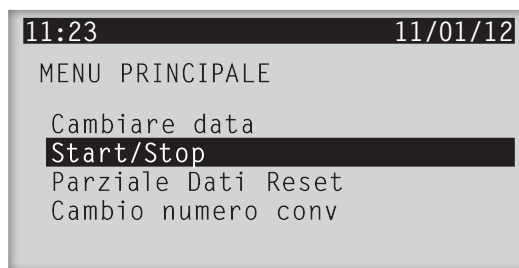 11:23 11/01/12
MENU PRINCIPALE
Cambiare data
Start/Stop
Parziale Dati Reset
Cambio numero conv